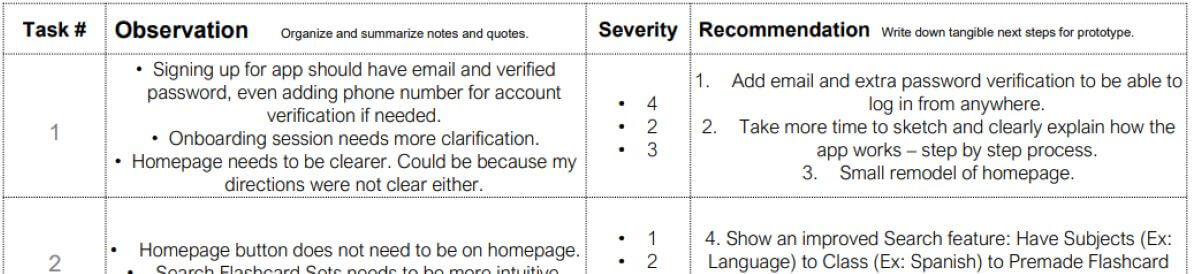 Task # Observation Organize and summarize notes and quotes. Severity Recommendation Write down tangible next steps for prototype.
1
• Signing up for app should have email and verified
password, even adding phone number for account
verification if needed.
• Onboarding session needs more clarification.
• Homepage needs to be clearer. Could be because my
directions were not clear either.
• 4
• 2
• 3
1. Add email and extra password verification to be able to
log in from anywhere.
2. Take more time to sketch and clearly explain how the
app works – step by step process.
3. Small remodel of homepage.
2
• Homepage button does not need to be on homepage.
• Search Flashcard Sets needs to be more intuitive
• 1
• 2
4. Show an improved Search feature: Have Subjects (Ex:
Language) to Class (Ex: Spanish) to Premade Flashcard